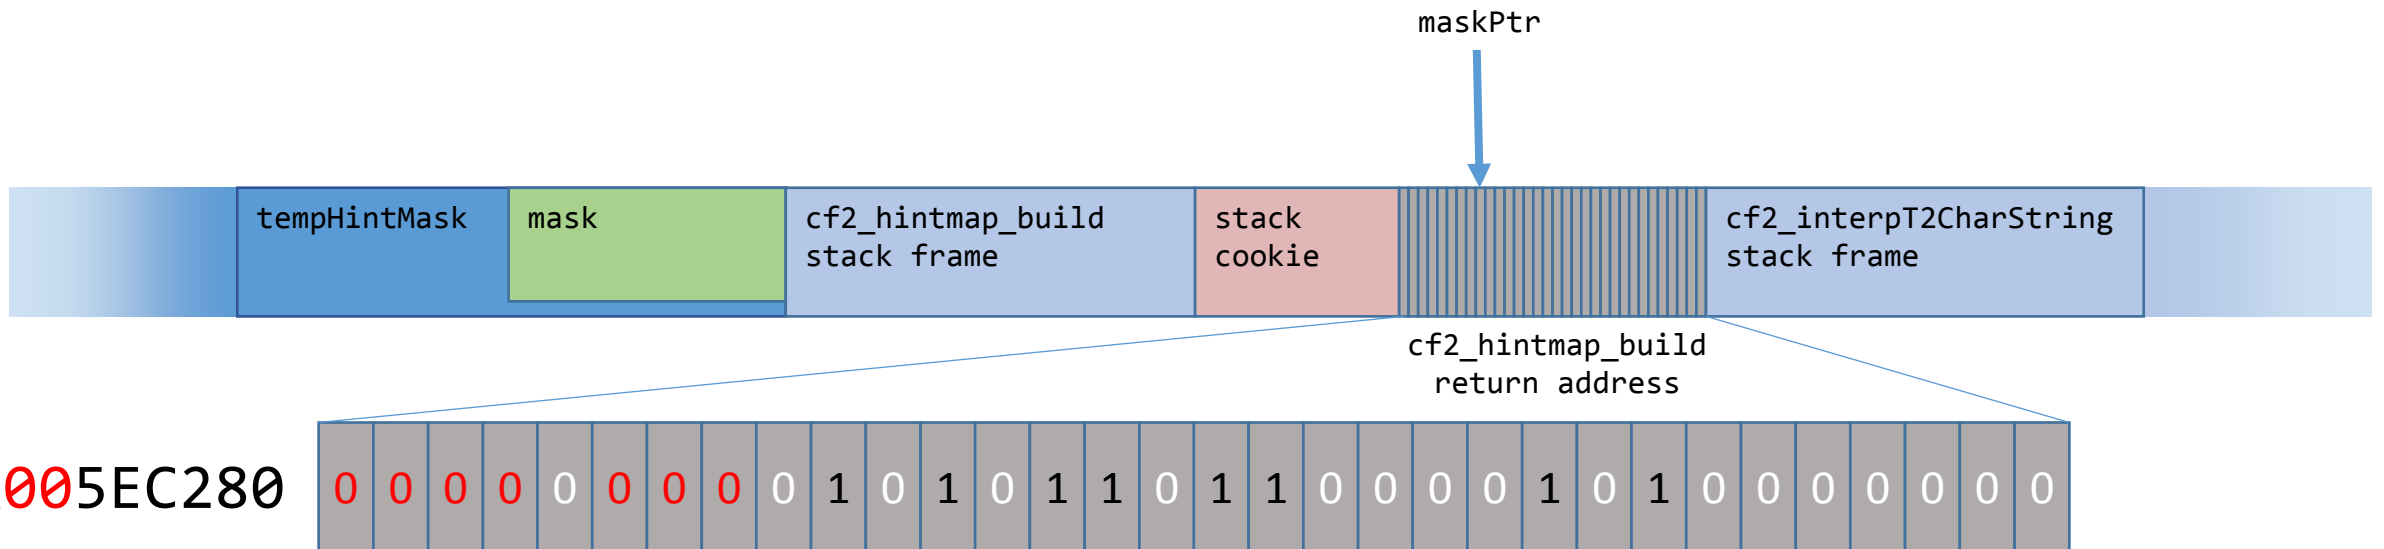 maskPtr
tempHintMask
mask
cf2_hintmap_build
stack frame
stack
cookie
cf2_interpT2CharString
stack frame
cf2_hintmap_build
return address
005EC280
0 0 0 0 0 0 0 0 0 1 0 1 0 1 1 0 1 1 0 0 0 0 1 0 1 0 0 0 0 0 0 0